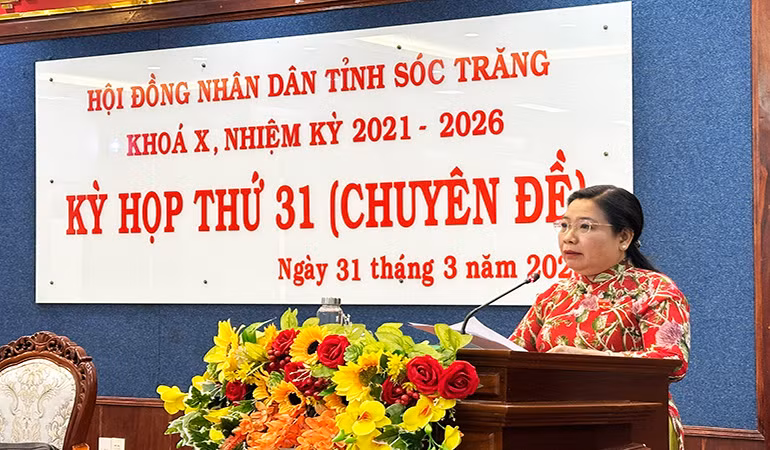 HỘI ĐỒNG NHÂN DÂN TỈNH SÓC TRĂNG
KHOÁ X, NHIỆM KỲ 2021 - 2026
KỲ HỌP THỨ 31 (CHUYÊN ĐỀ)
Ngày 31 tháng 3 năm 202